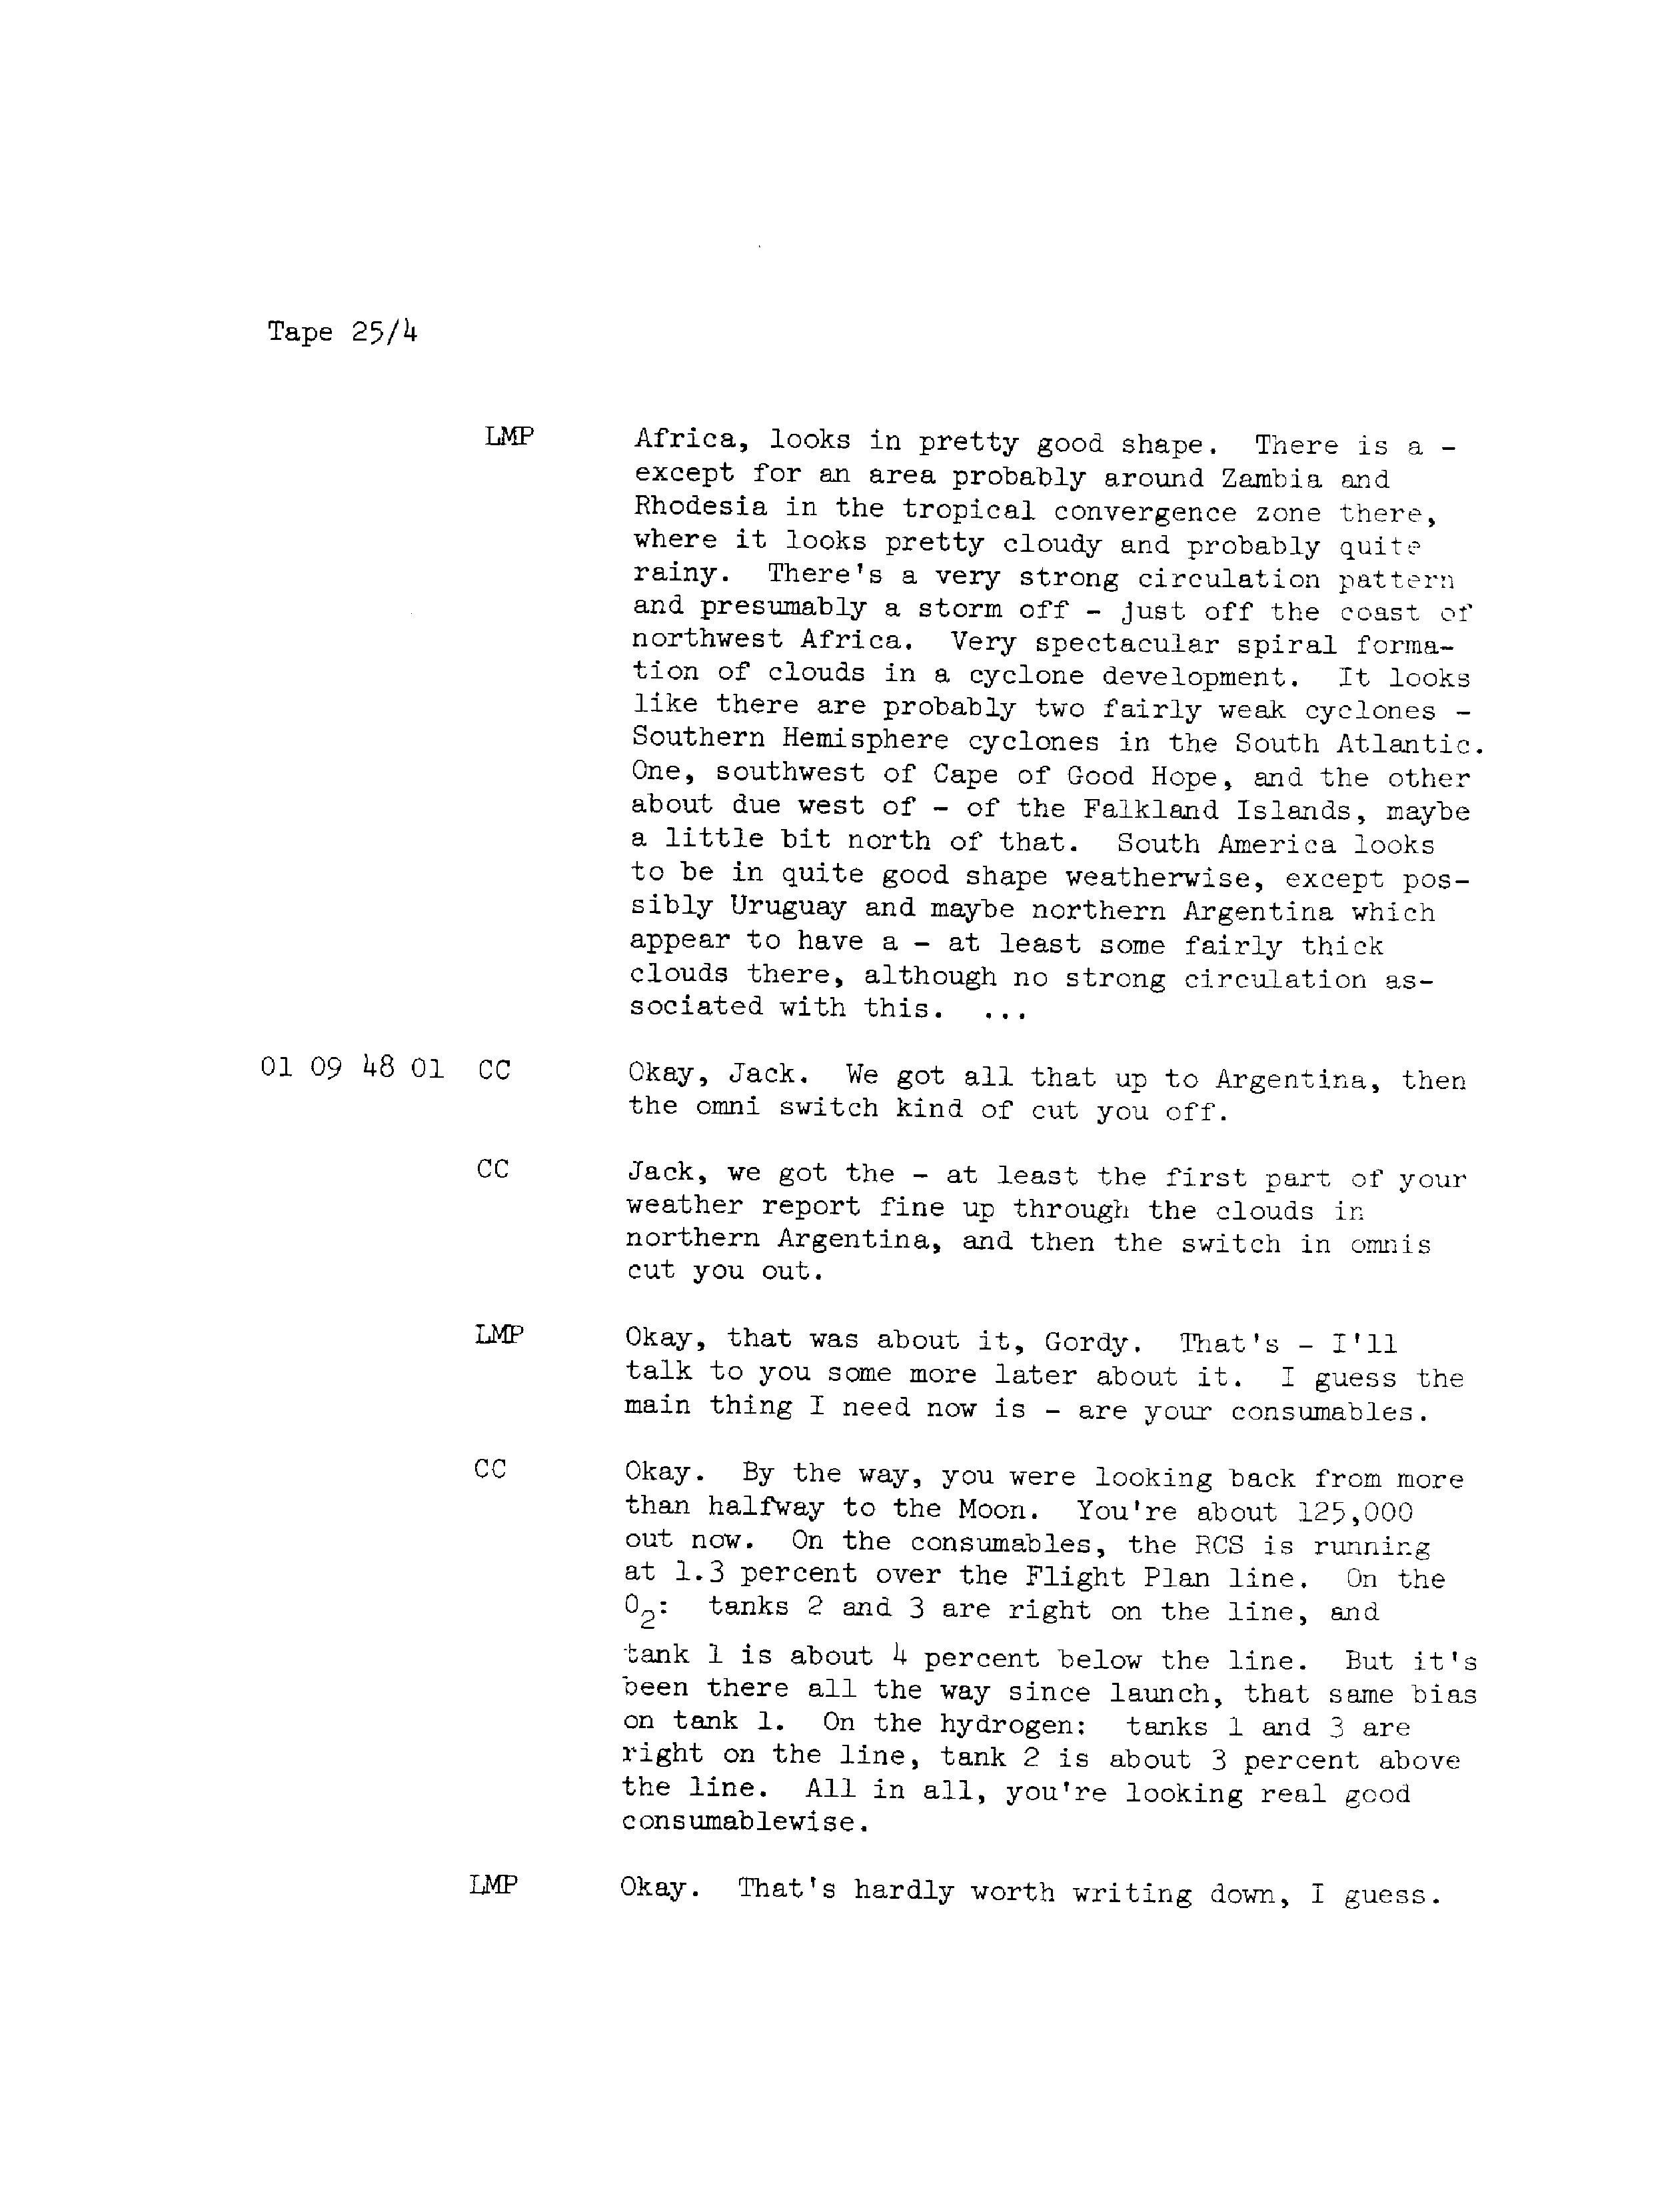 Tape 25/4
LMP Africa, looks in pretty good shape. There is a -
except for an area probably around Zambia and
Rhodesia in the tropical convergence zone there,
where it looks pretty cloudy and probably quite
rainy. There's a very strong circulation pattern
and presumably a storm off - just off the coast of
northwest Africa. Very spectacular spiral forma-
tion of clouds in a cyclone development. It looks
like there are probably two fairly weak cyclones -
Southern Hemisphere cyclones in the South Atlantic.
One, southwest of Cape of Good Hope, and the other
about due west of - of the Falkland Islands, maybe
a little bit north of that. South America looks
to be in quite good shape weatherwise, except pos-
sibly Uruguay and maybe northern Argentina which
appear to have a - at least some fairly thick
clouds there, although no strong circulation as-
sociated with this. ...
01 09 48 01 CC Okay, Jack. We got all that up to Argentina, then
the omni switch kind of cut you off.
CC Jack, we got the - at least the first part of your
weather report fine up through the clouds in
northern Argentina, and then the switch in omnis
cut you out.
LMP Okay, that was about it, Gordy. That's - I'll
talk to you some more later about it. I guess the
main thing I need now is - are your consumables.
CC Okay. By the way, you were looking back from more
than halfway to the Moon. You're about 125,000
out now. On the consumables, the RCS is running
at 1.3 percent over the Flight Plan line. On the
O2: tanks 2 and 3 are right on the line, and
tank 1 is about 4 percent below the line. But it's
been there all the way since launch, that same bias
on tank 1. On the hydrogen: tanks 1 and 3 are
right on the line, tank 2 is about 3 percent above
the line. All in all, you're looking real good
consumablewise.
LMP Okay. That's hardly worth writing down, I guess.